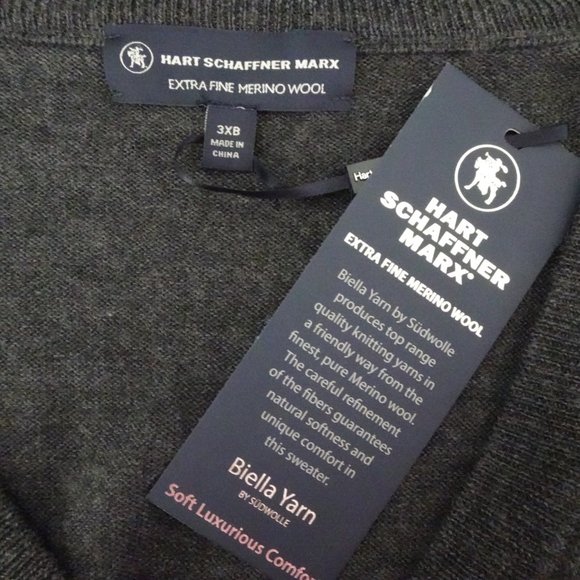 HART SCHAFFNER MARX
EXTRA FINE MERINO WOOL
3XB
MADE IN
CHINA
Hart
HART
SCHAFFNER
MARX®
EXTRA FINE MERINO WOOL
Biella Yarn by Südwolle
produces top range
quality knitting yarns in
a friendly way from the
finest, pure Merino wool.
The careful refinement
of the fibers guarantees
natural softness and
unique comfort in
this sweater.
Biella Yarn
BY SÜDWOLLE
Soft Luxurious Comfor